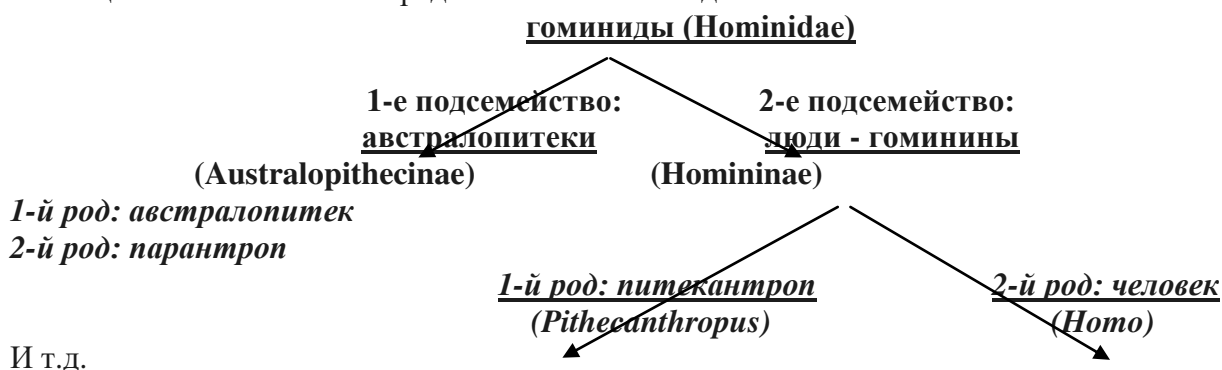 гоминиды (Hominidae)
1-е подсемейство: 2-е подсемейство:
австралопитеки люди - гоминины
(Australopithecinae) (Homininae)
1-й род: австралопитек
2-й род: парантроп
1-й род: питекантроп 2-й род: человек
(Pithecanthropus) (Homo)
И т.д.